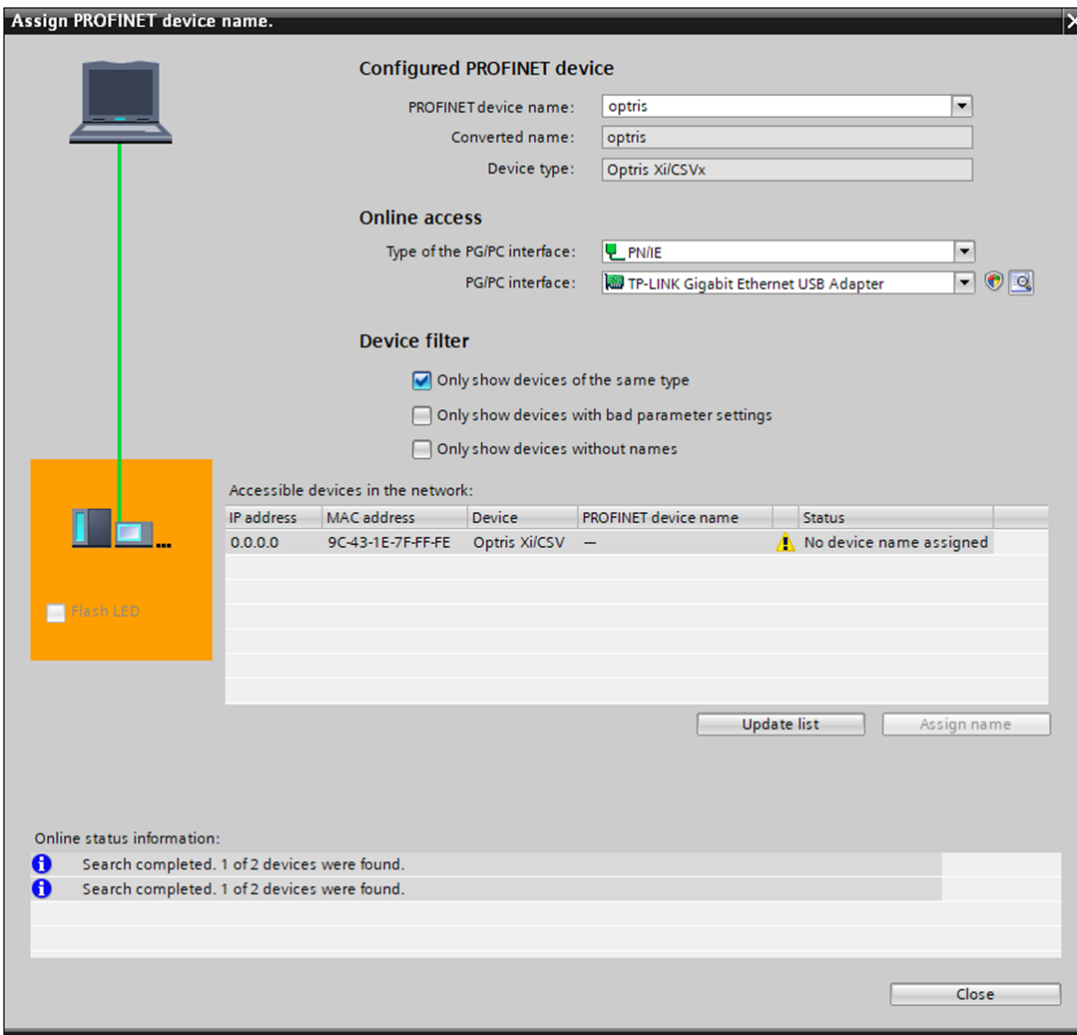 Assign PROFINET device name.
Configured PROFINET device
PROFINET device name: optris
Converted name: optris
Device type: Optris Xi/CSVx
Online access
Type of the PG/PC interface: PN/IE
PG/PC interface: TP-LINK Gigabit Ethernet USB Adapter
Device filter
Only show devices of the same type
Only show devices with bad parameter settings
Only show devices without names
Accessible devices in the network:
IP address MAC address Device PROFINET device name Status
0.0.0.0 9C-43-1E-7F-FF-FE Optris Xi/CSV — No device name assigned
Flash LED
Update list Assign name
Online status information:
Search completed. 1 of 2 devices were found.
Search completed. 1 of 2 devices were found.
Close